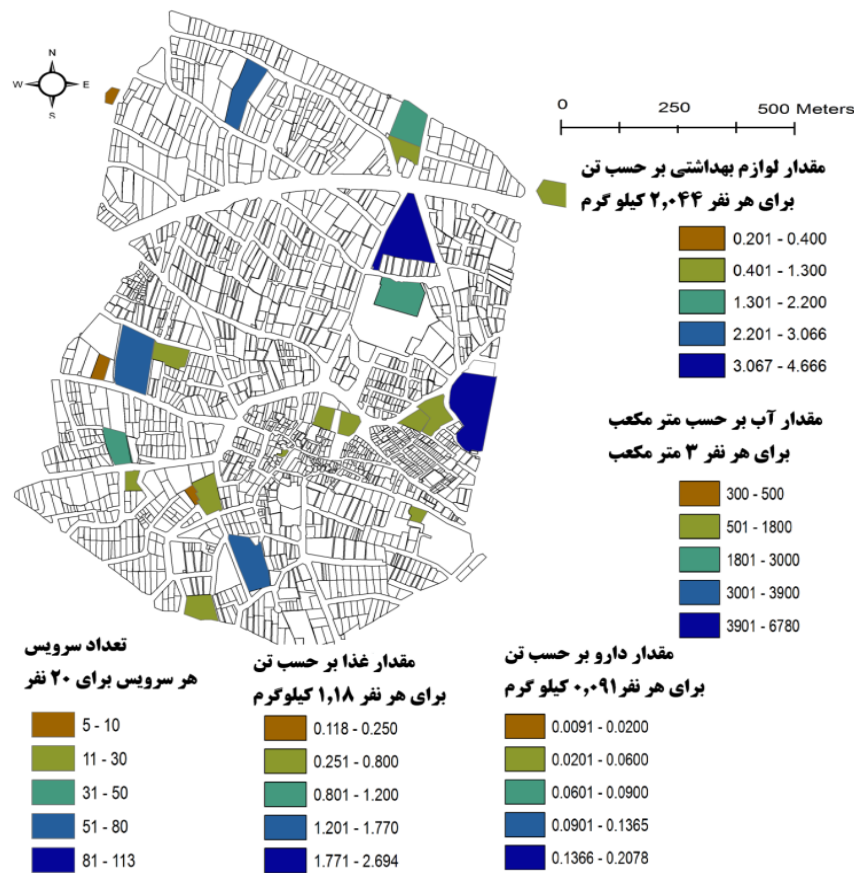 N
W E
S
0 250 500 Meters
مقدار لوازم بهداشتی بر حسب تن
برای هر نفر ۲,۰۴۴ کیلو گرم
0.201 - 0.400
0.401 - 1.300
1.301 - 2.200
2.201 - 3.066
3.067 - 4.666
مقدار آب بر حسب متر مکعب
برای هر نفر ۳ متر مکعب
300 - 500
501 - 1800
1801 - 3000
3001 - 3900
3901 - 6780
تعداد سرویس
هر سرویس برای ۲۰ نفر
5 - 10
11 - 30
31 - 50
51 - 80
81 - 113
مقدار غذا بر حسب تن
برای هر نفر ۱,۱۸ کیلوگرم
0.118 - 0.250
0.251 - 0.800
0.801 - 1.200
1.201 - 1.770
1.771 - 2.694
مقدار دارو بر حسب تن
برای هر نفر ۰,۰۹۱ کیلو گرم
0.0091 - 0.0200
0.0201 - 0.0600
0.0601 - 0.0900
0.0901 - 0.1365
0.1366 - 0.2078